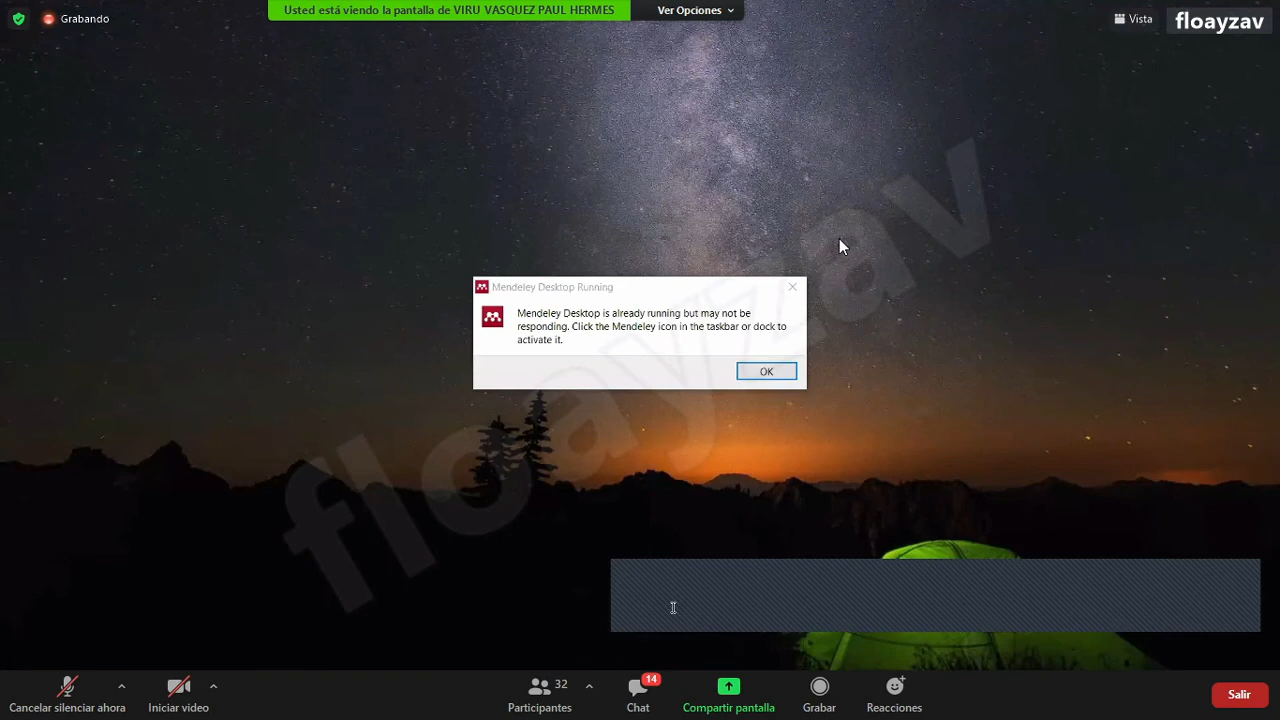 Grabando
Usted está viendo la pantalla de VIRU VASQUEZ PAUL HERMES
Ver Opciones
Vista
floayzav
floayzav
Mendeley Desktop Running
Mendeley Desktop is already running but may not be
responding. Click the Mendeley icon in the taskbar or dock to
activate it.
OK
Cancelar silenciar ahora
Iniciar video
32
Participantes
14
Chat
Compartir pantalla
Grabar
Reacciones
Salir